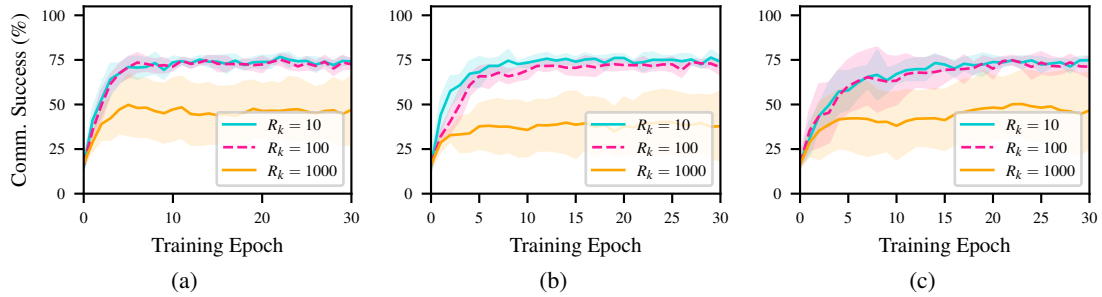 Comm. Success (%)
100
75
50
25
0
R_k = 10
R_k = 100
R_k = 1000
0 10 20 30
Training Epoch
(a)
100
75
50
25
0
R_k = 10
R_k = 100
R_k = 1000
0 5 10 15 20 25 30
Training Epoch
(b)
100
75
50
25
0
R_k = 10
R_k = 100
R_k = 1000
0 5 10 15 20 25 30
Training Epoch
(c)